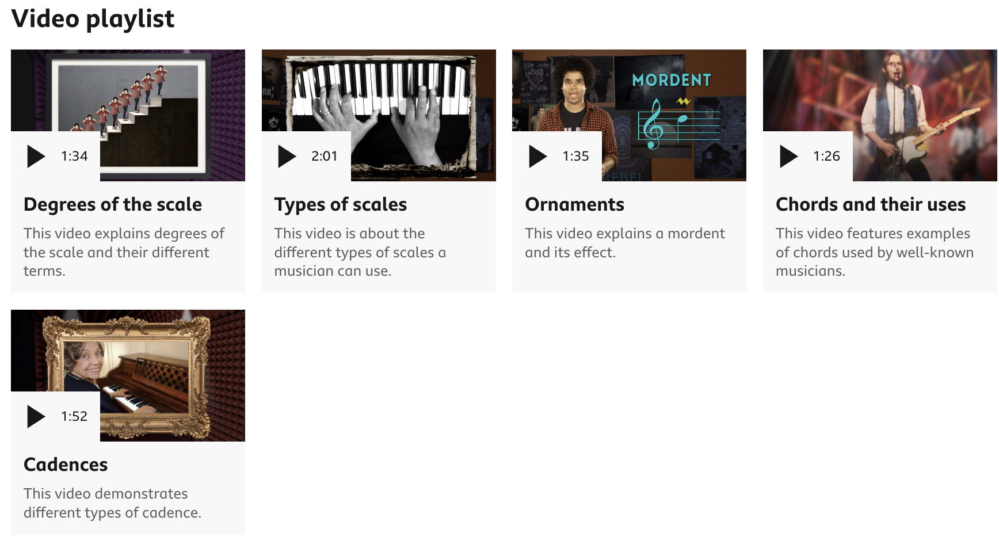 Video playlist
1:34
Degrees of the scale
This video explains degrees of
the scale and their different
terms.
2:01
Types of scales
This video is about the
different types of scales a
musician can use.
MORDENT
REBEL
1:35
Ornaments
This video explains a mordent
and its effect.
1:26
Chords and their uses
This video features examples
of chords used by well-known
musicians.
1:52
Cadences
This video demonstrates
different types of cadence.